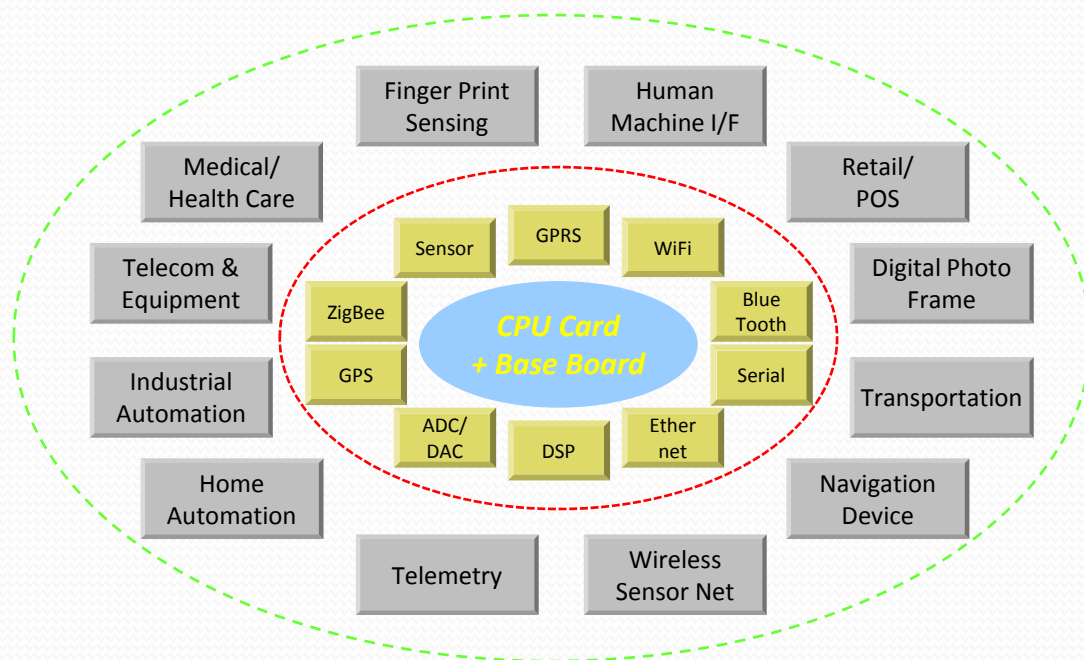 Finger Print
Sensing
Human
Machine I/F
Medical/
Health Care
Retail/
POS
Sensor
GPRS
WiFi
Telecom &
Equipment
Digital Photo
Frame
ZigBee
Blue
Tooth
CPU Card
+ Base Board
GPS
Serial
Industrial
Automation
Transportation
ADC/
DAC
DSP
Ether
net
Home
Automation
Navigation
Device
Telemetry
Wireless
Sensor Net